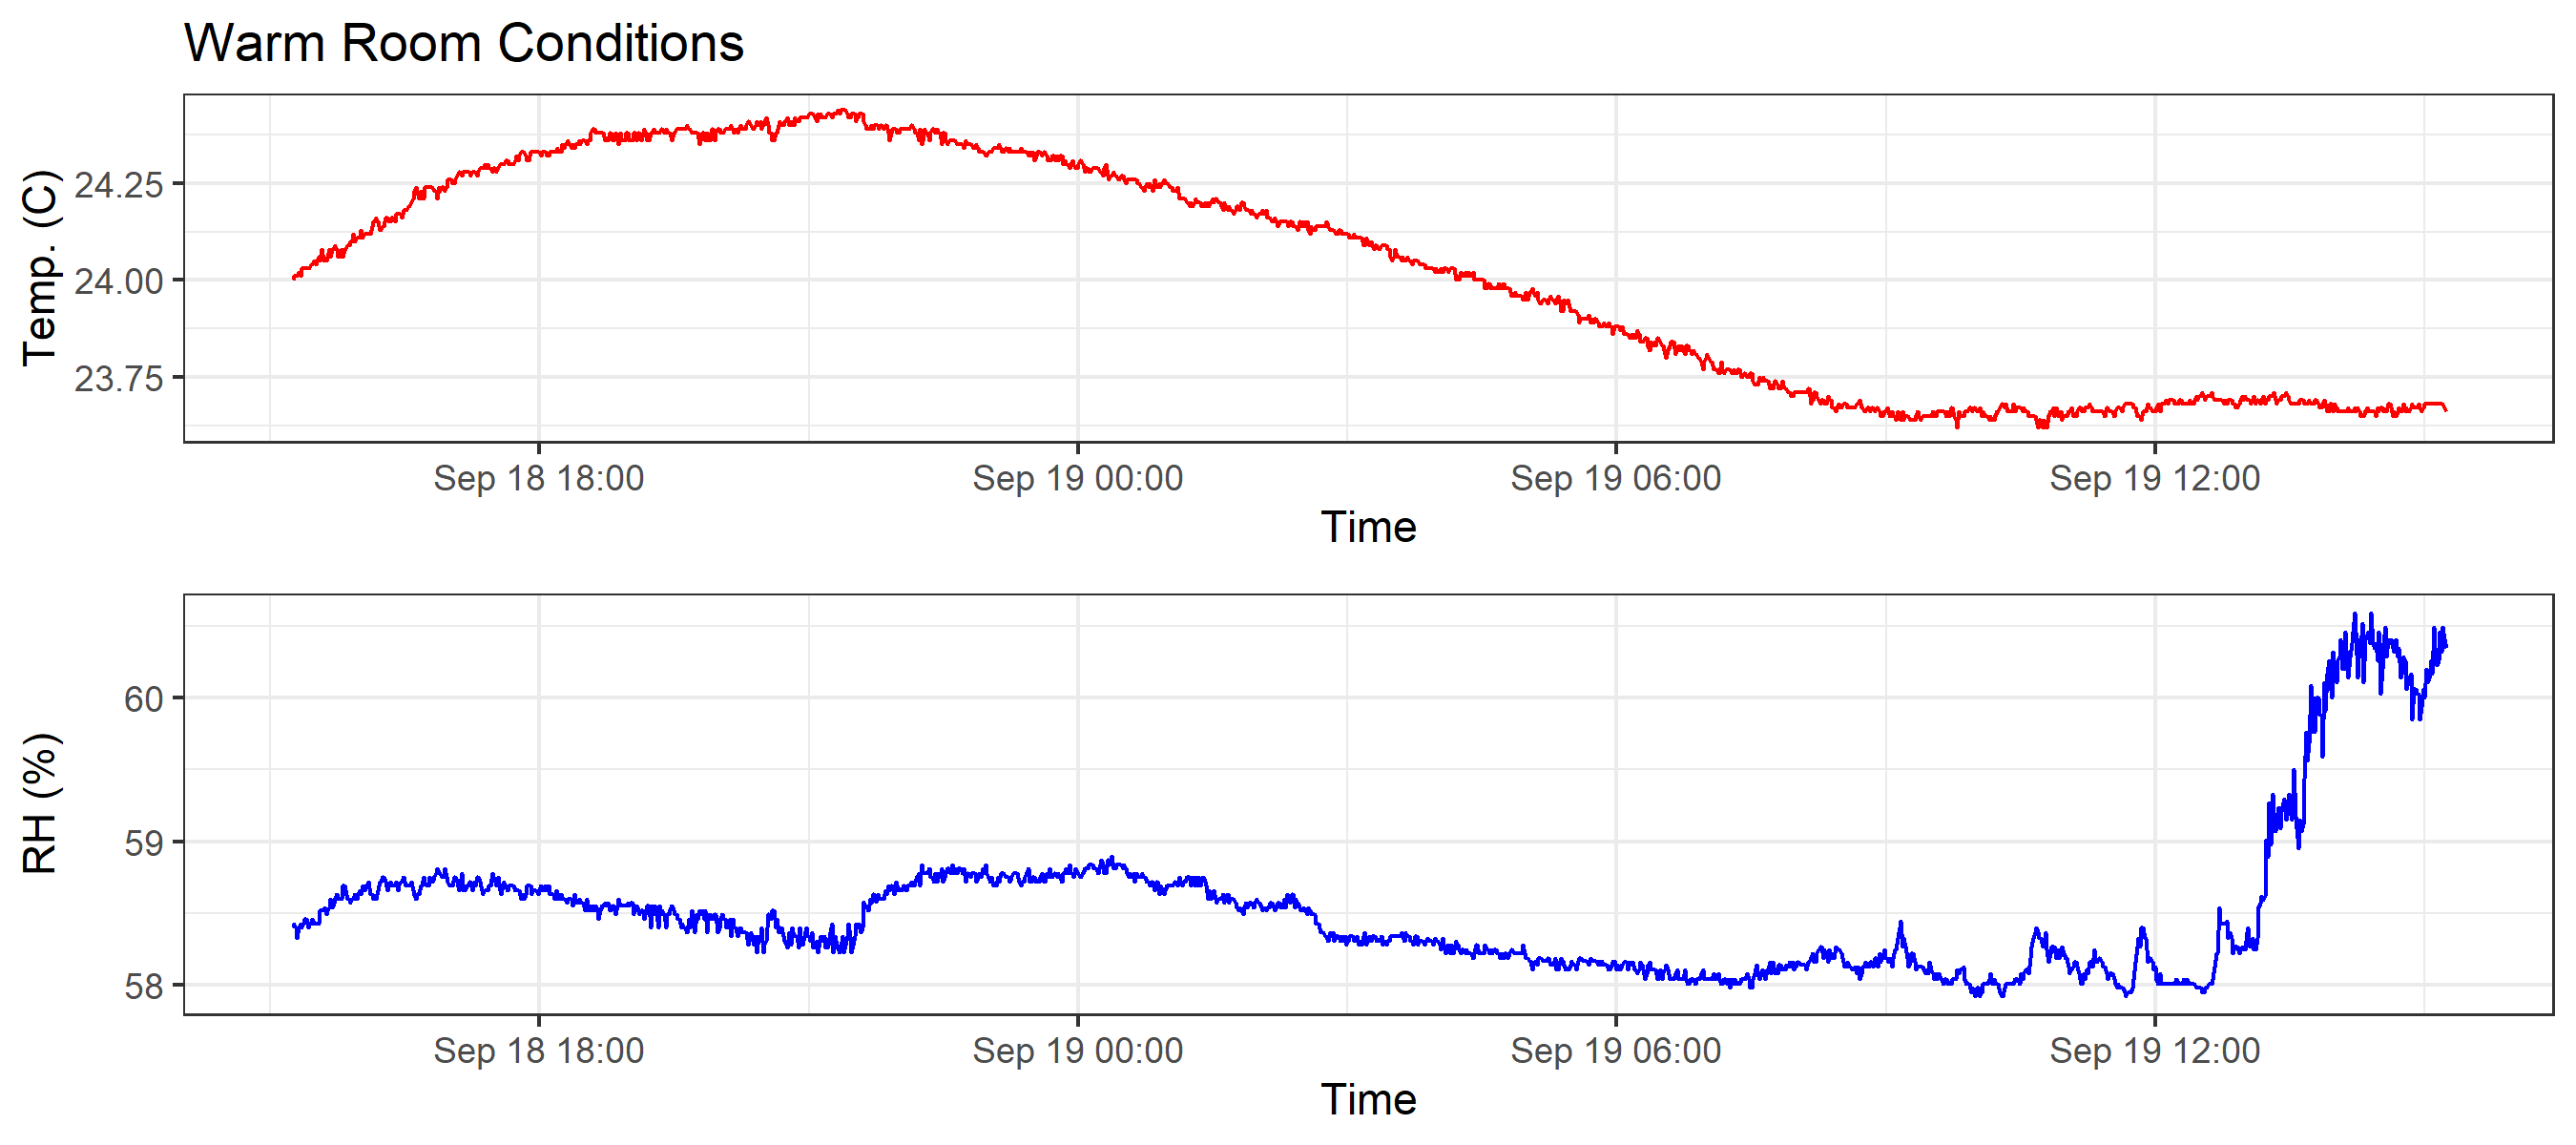 Warm Room Conditions
Temp. (C)
24.25
24.00
23.75
Sep 18 18:00 Sep 19 00:00 Sep 19 06:00 Sep 19 12:00
Time
RH (%)
60
59
58
Sep 18 18:00 Sep 19 00:00 Sep 19 06:00 Sep 19 12:00
Time